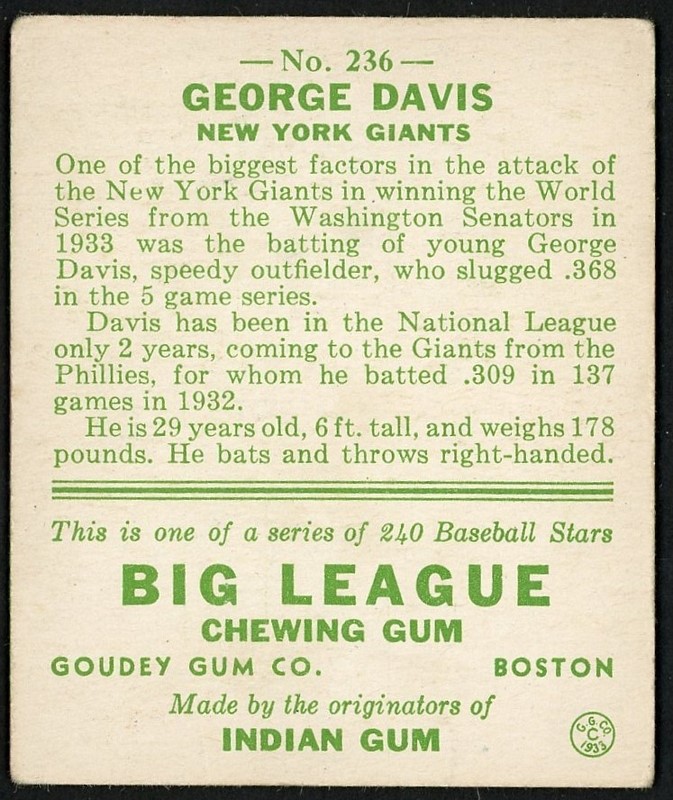 — No. 236 —
GEORGE DAVIS
NEW YORK GIANTS
One of the biggest factors in the attack of
the New York Giants in winning the World
Series from the Washington Senators in
1933 was the batting of young George
Davis, speedy outfielder, who slugged .368
in the 5 game series.
Davis has been in the National League
only 2 years, coming to the Giants from the
Phillies, for whom he batted .309 in 137
games in 1932.
He is 29 years old, 6 ft. tall, and weighs 178
pounds. He bats and throws right-handed.
This is one of a series of 240 Baseball Stars
BIG LEAGUE
CHEWING GUM
GOUDEY GUM CO. BOSTON
Made by the originators of
INDIAN GUM
G. G. CO.
C
1933